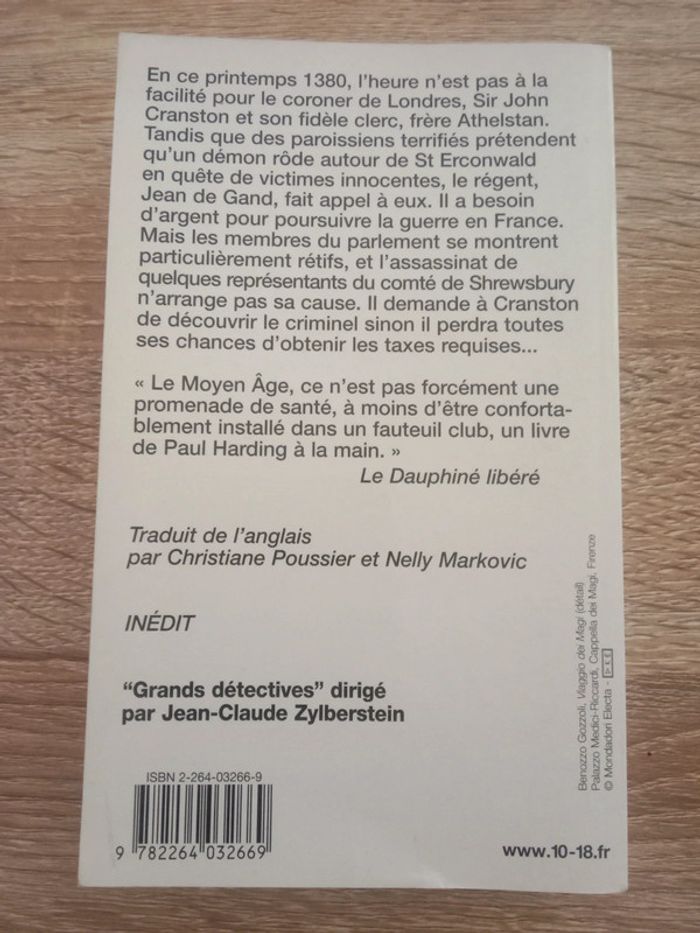 En ce printemps 1380, l'heure n'est pas à la
facilité pour le coroner de Londres, Sir John
Cranston et son fidèle clerc, frère Athelstan.
Tandis que des paroissiens terrifiés prétendent
qu'un démon rôde autour de St Erconwald
en quête de victimes innocentes, le régent,
Jean de Gand, fait appel à eux. Il a besoin
d'argent pour poursuivre la guerre en France.
Mais les membres du parlement se montrent
particulièrement rétifs, et l'assassinat de
quelques représentants du comté de Shrewsbury
n'arrange pas sa cause. Il demande à Cranston
de découvrir le criminel sinon il perdra toutes
ses chances d'obtenir les taxes requises...
« Le Moyen Âge, ce n'est pas forcément une
promenade de santé, à moins d'être conforta-
blement installé dans un fauteuil club, un livre
de Paul Harding à la main. »
Le Dauphiné libéré
Traduit de l'anglais
par Christiane Poussier et Nelly Markovic
INÉDIT
"Grands détectives" dirigé
par Jean-Claude Zylberstein
ISBN 2-264-03266-9
9 782264 032669
www.10-18.fr
Benozzo Gozzoli, Viaggio dei Magi (détail)
Palazzo Medici-Riccardi, Cappella dei Magi, Firenze
© Mondadori Electa -